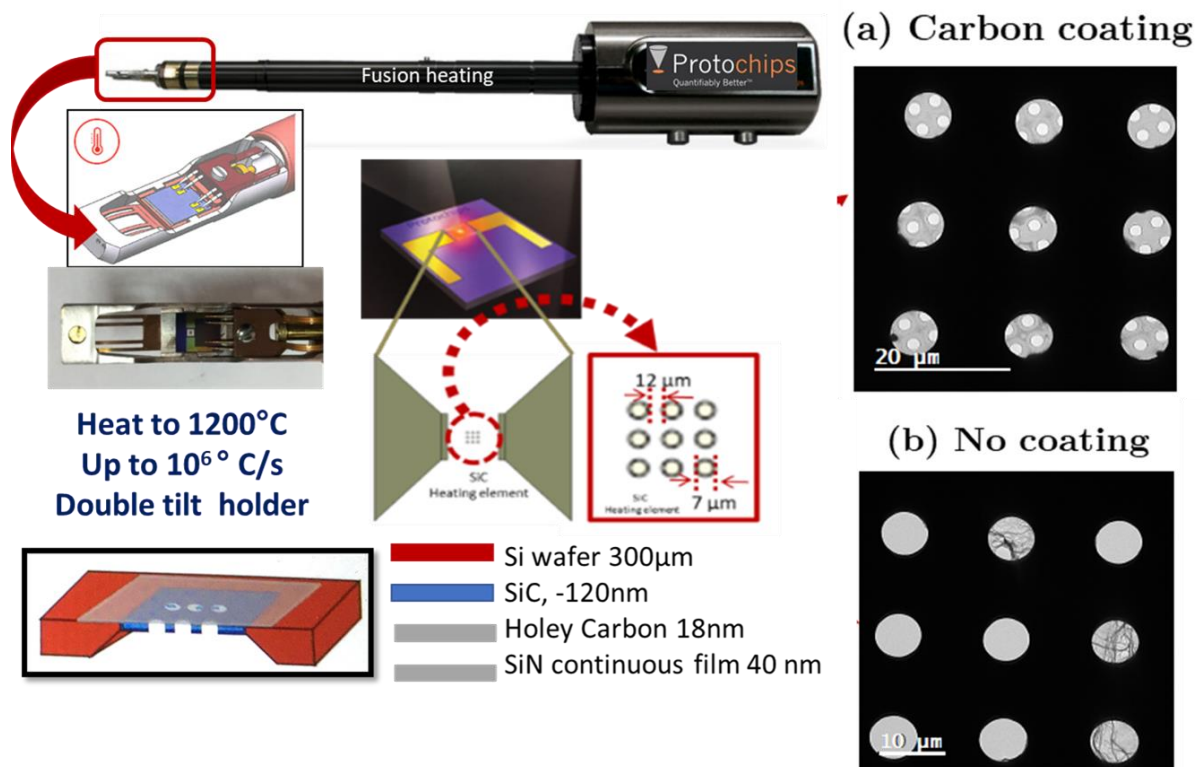 Fusion heating
Protochips
Quantifiably Better™
(a) Carbon coating
20 µm
Heat to 1200°C
Up to 10⁶° C/s
Double tilt holder
SiC
Heating element
12 µm
SiC
Heating element
7 µm
(b) No coating
10 µm
Si wafer 300µm
SiC, -120nm
Holey Carbon 18nm
SiN continuous film 40 nm